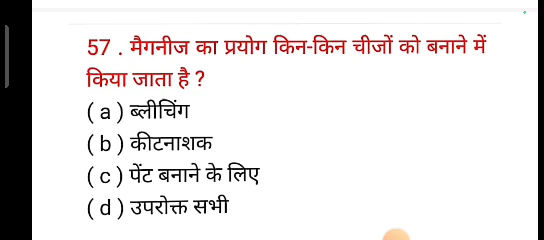 57 . मैगनीज का प्रयोग किन-किन चीजों को बनाने में
किया जाता है ?
( a ) ब्लीचिंग
( b ) कीटनाशक
( c ) पेंट बनाने के लिए
( d ) उपरोक्त सभी